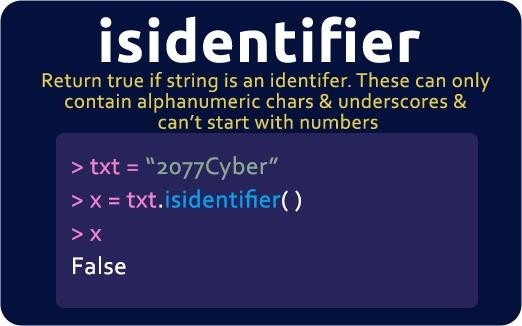 isidentifier
Return true if string is an identifer. These can only
contain alphanumeric chars & underscores &
can't start with numbers
> txt = “2077Cyber”
> x = txt.isidentifier( )
> x
False